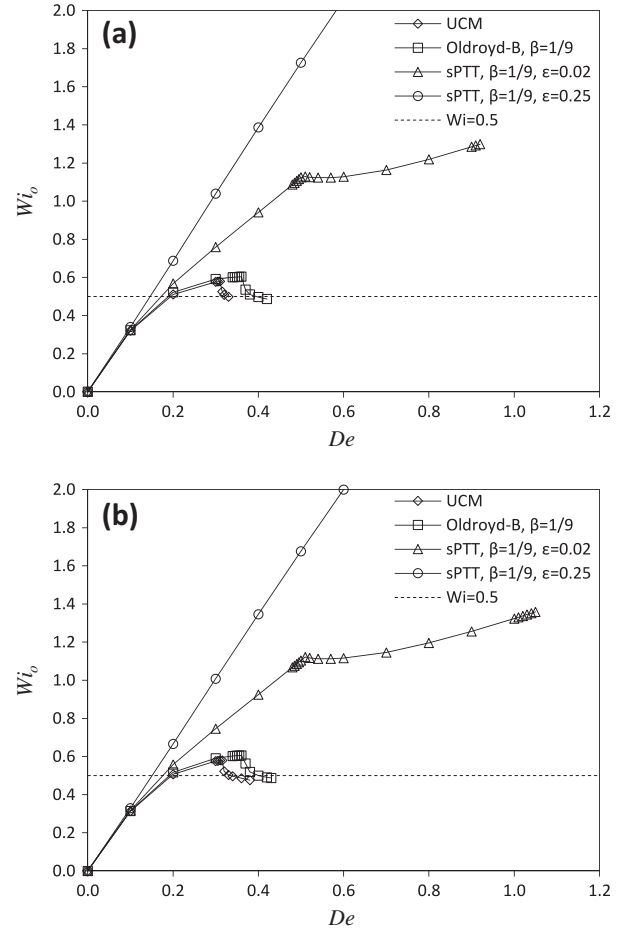 (a)
UCM
Oldroyd-B, β=1/9
sPTT, β=1/9, ε=0.02
sPTT, β=1/9, ε=0.25
Wi=0.5
2.0
1.8
1.6
1.4
1.2
1.0
0.8
0.6
0.4
0.2
0.0
Wi_o
0.0 0.2 0.4 0.6 0.8 1.0 1.2
De
(b)
UCM
Oldroyd-B, β=1/9
sPTT, β=1/9, ε=0.02
sPTT, β=1/9, ε=0.25
Wi=0.5
2.0
1.8
1.6
1.4
1.2
1.0
0.8
0.6
0.4
0.2
0.0
Wi_o
0.0 0.2 0.4 0.6 0.8 1.0 1.2
De